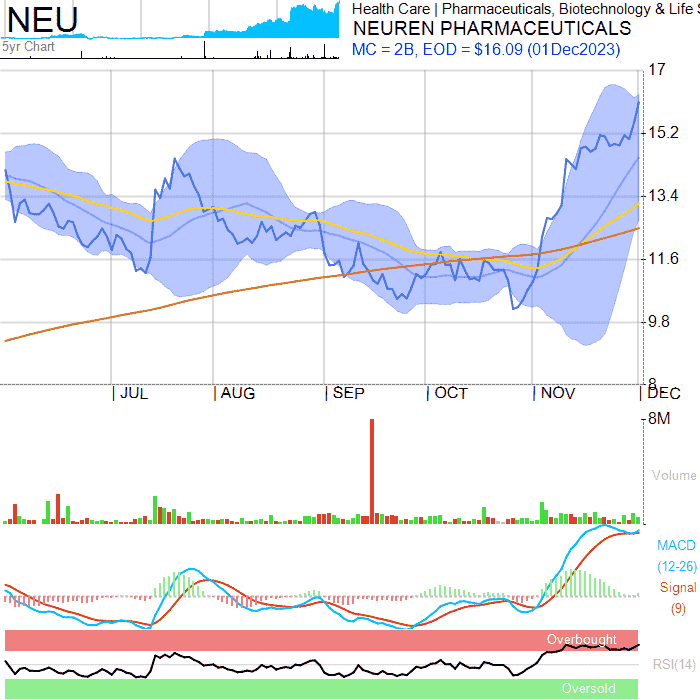 NEU
5yr Chart
Health Care | Pharmaceuticals, Biotechnology & Life
NEUREN PHARMACEUTICALS
MC = 2B, EOD = $16.09 (01Dec2023)
17
15.2
13.4
11.6
9.8
8
JUL AUG SEP OCT NOV DEC
8M
Volume
MACD
(12-26)
Signal
(9)
Overbought
RSI(14)
Oversold